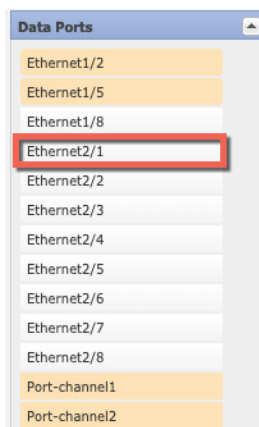 Data Ports
Ethernet1/2
Ethernet1/5
Ethernet1/8
Ethernet2/1
Ethernet2/2
Ethernet2/3
Ethernet2/4
Ethernet2/5
Ethernet2/6
Ethernet2/7
Ethernet2/8
Port-channel1
Port-channel2